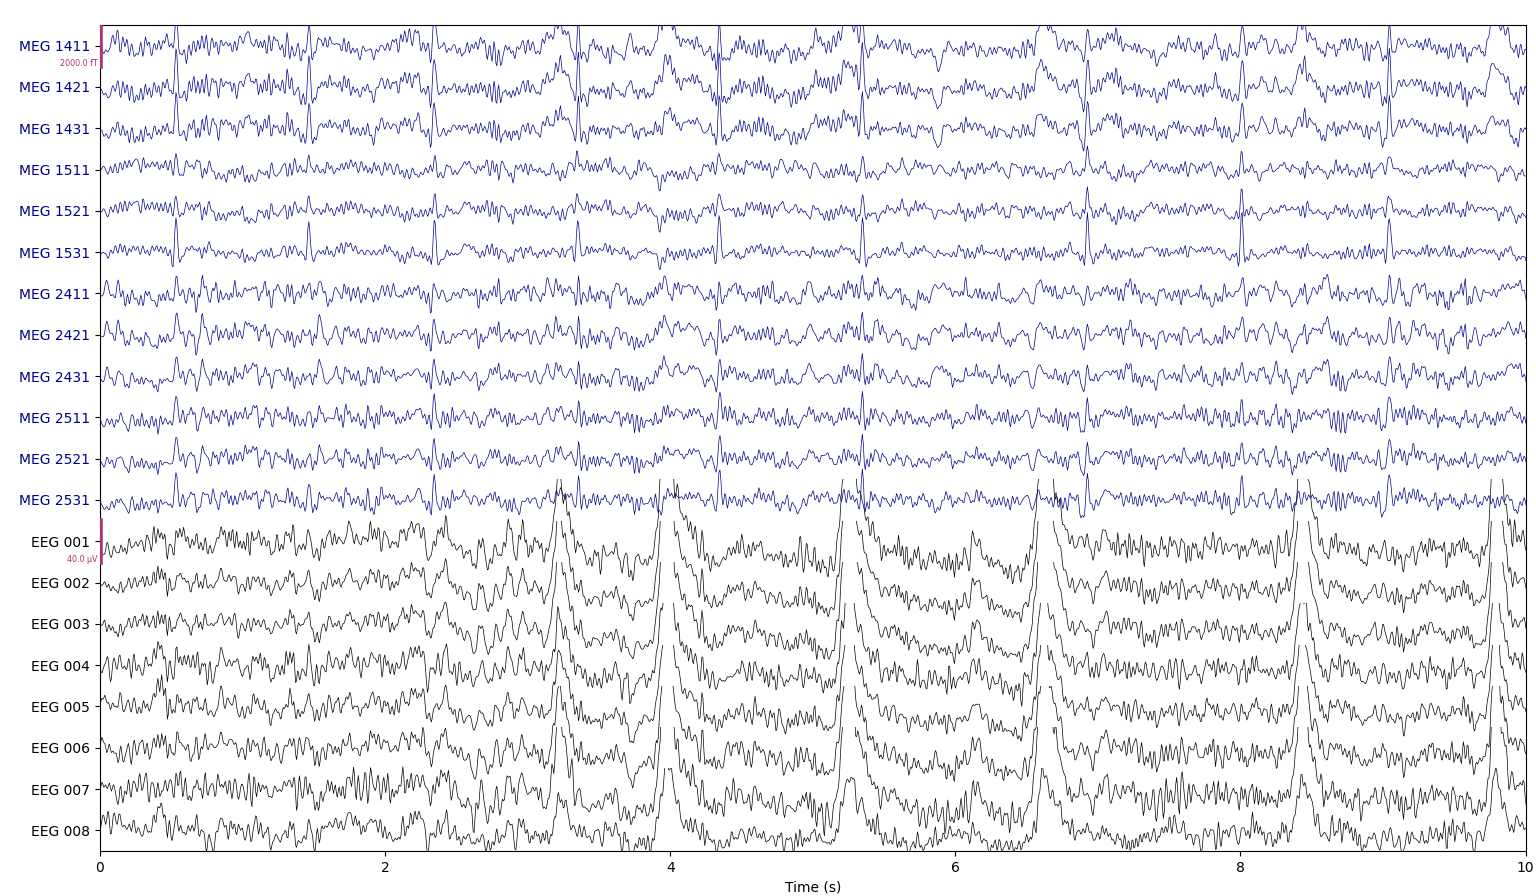 MEG 1411
2000.0 fT
MEG 1421
MEG 1431
MEG 1511
MEG 1521
MEG 1531
MEG 2411
MEG 2421
MEG 2431
MEG 2511
MEG 2521
MEG 2531
EEG 001
40.0 µV
EEG 002
EEG 003
EEG 004
EEG 005
EEG 006
EEG 007
EEG 008
0 2 4 6 8 10
Time (s)